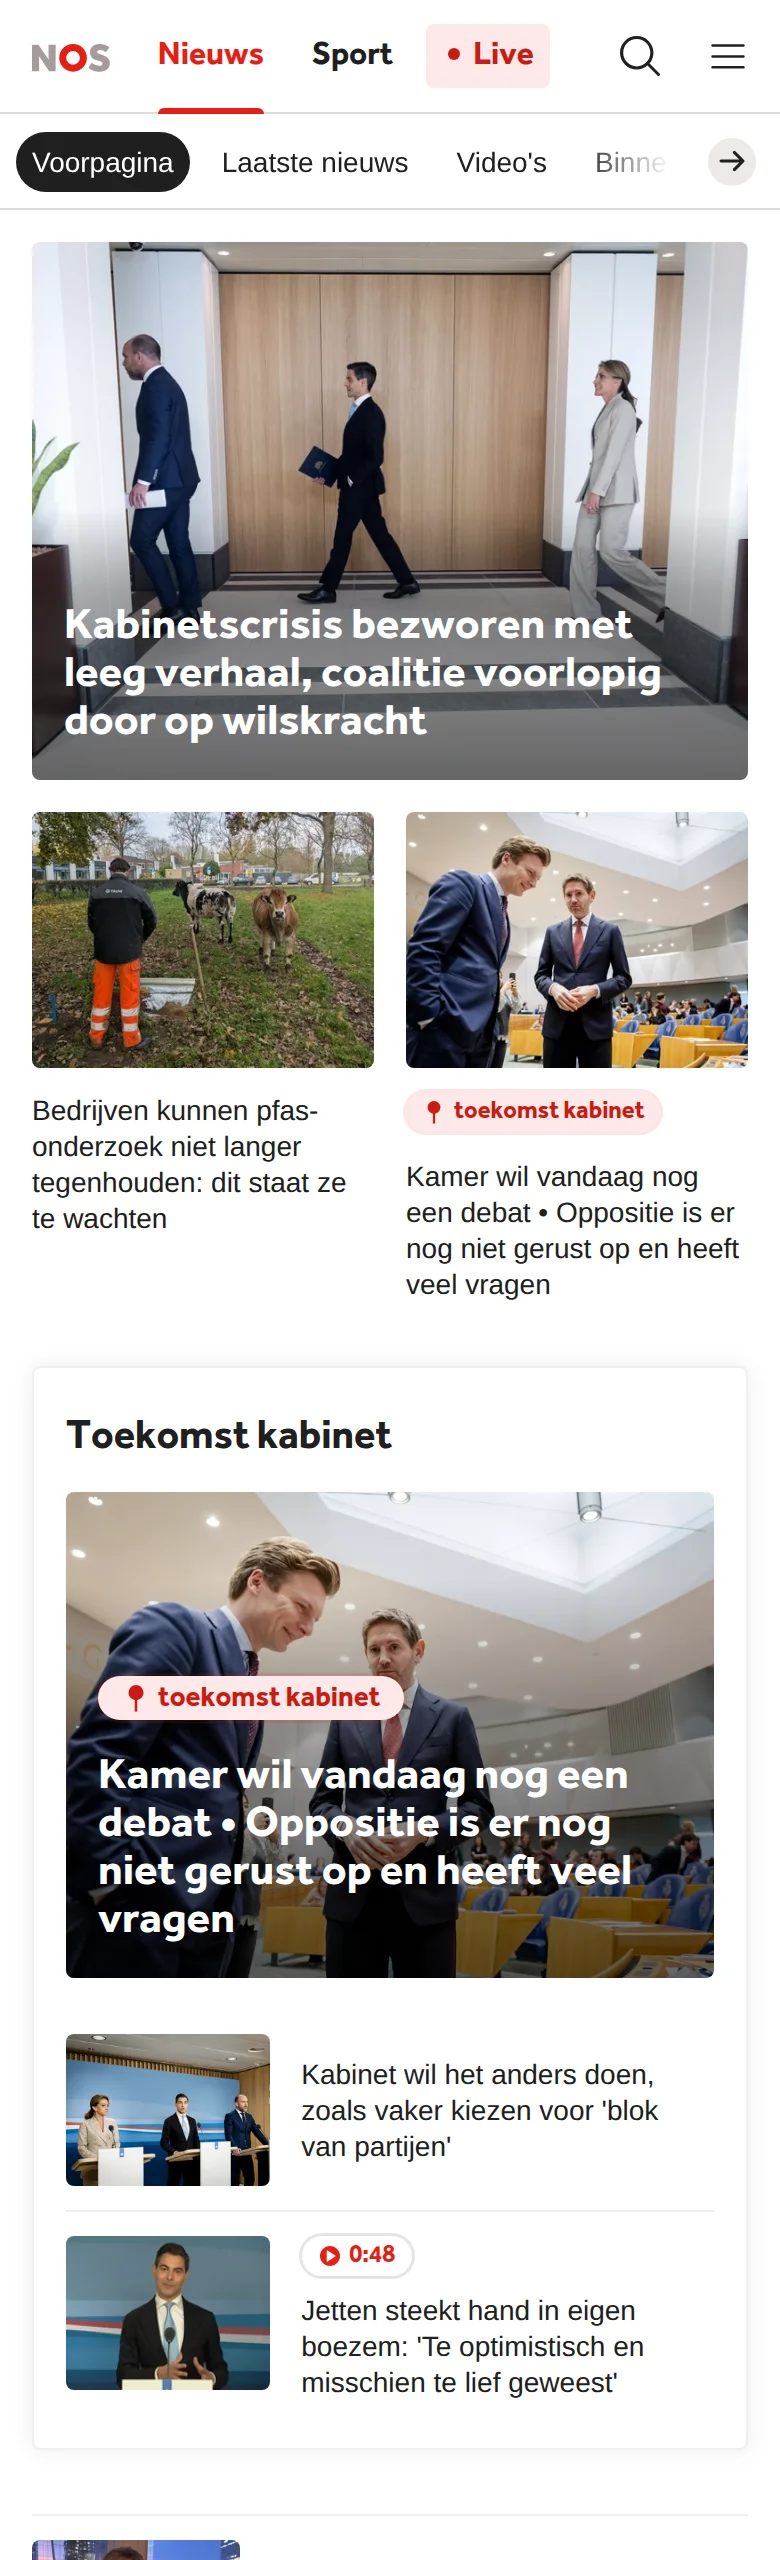 NOS
Nieuws
Sport
Live
Voorpagina
Laatste nieuws
Video's
Binne
Kabinetscrisis bezworen met
leeg verhaal, coalitie voorlopig
door op wilskracht
Bedrijven kunnen pfas-
onderzoek niet langer
tegenhouden: dit staat ze
te wachten
toekomst kabinet
Kamer wil vandaag nog
een debat • Oppositie is er
nog niet gerust op en heeft
veel vragen
Toekomst kabinet
toekomst kabinet
Kamer wil vandaag nog een
debat • Oppositie is er nog
niet gerust op en heeft veel
vragen
Kabinet wil het anders doen,
zoals vaker kiezen voor 'blok
van partijen'
0:48
Jetten steekt hand in eigen
boezem: 'Te optimistisch en
misschien te lief geweest'